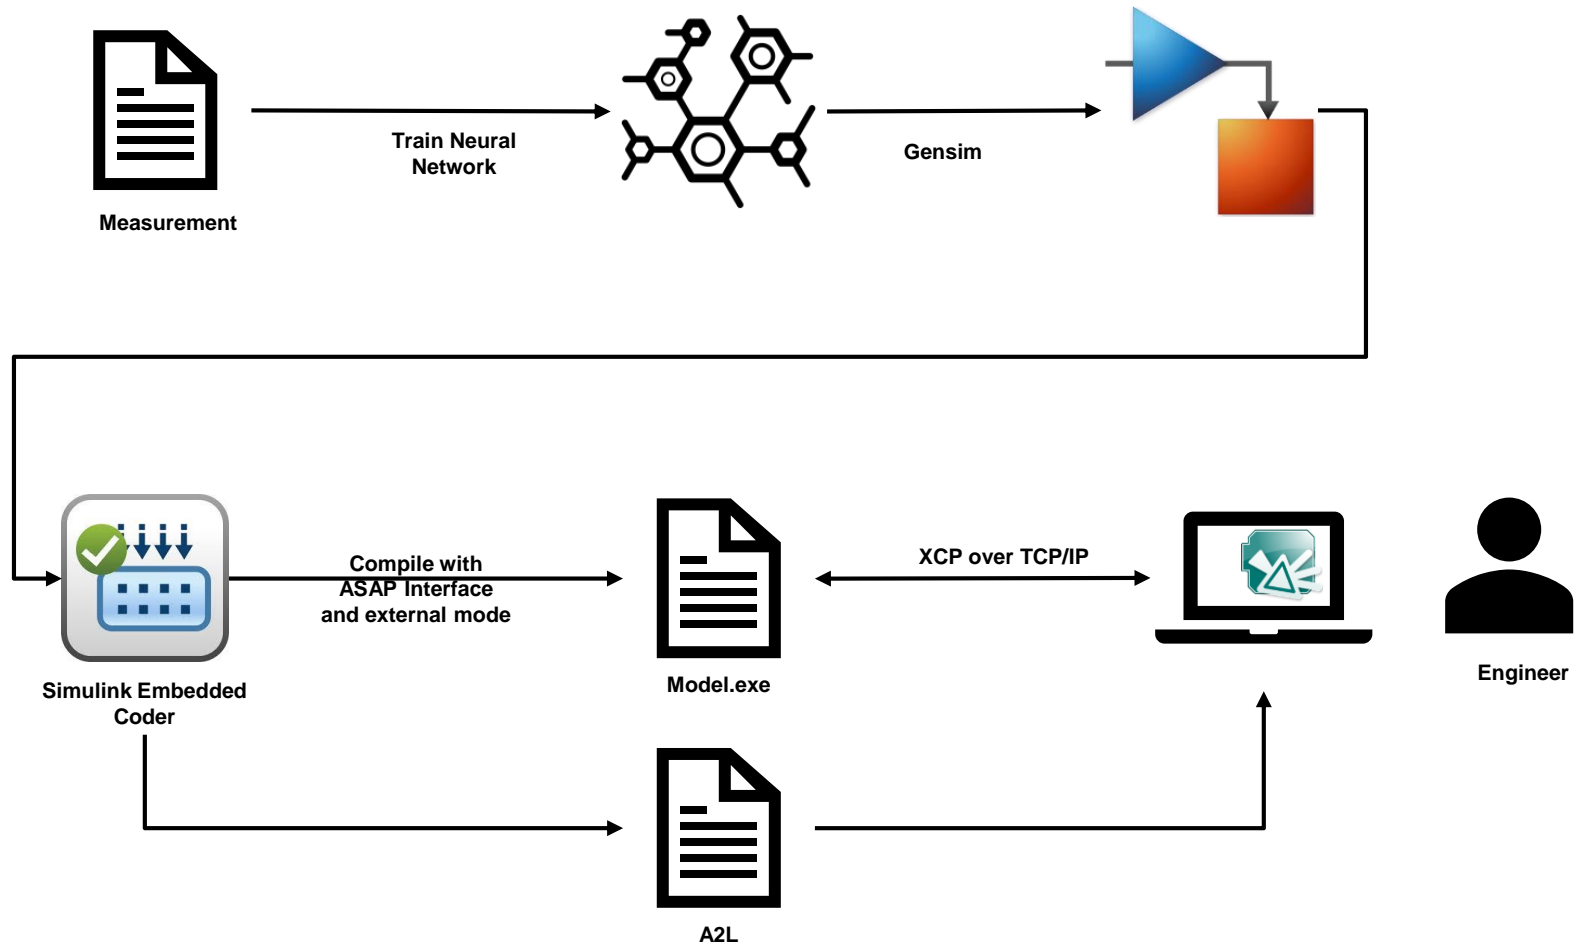 Train Neural
Network
Gensim
Measurement
Compile with
ASAP Interface
and external mode
XCP over TCP/IP
Simulink Embedded
Coder
Model.exe
Engineer
A2L